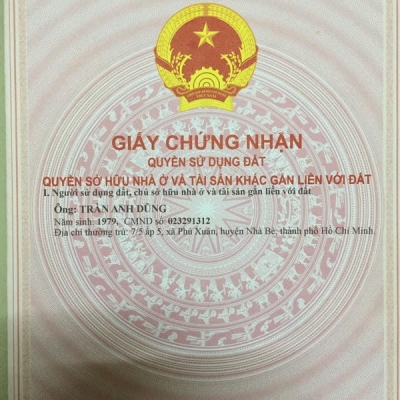 GIẤY CHỨNG NHẬN
QUYỀN SỬ DỤNG ĐẤT
QUYỀN SỞ HỮU NHÀ Ở VÀ TÀI SẢN KHÁC GẮN LIỀN VỚI ĐẤT
I. Người sử dụng đất, chủ sở hữu nhà ở và tài sản gắn liền với đất
Ông: TRẦN ANH DŨNG
Năm sinh: 1979, CMND số: 023291312
Địa chỉ thường trú: 7/5 ấp 5, xã Phú Xuân, huyện Nhà Bè, thành phố Hồ Chí Minh